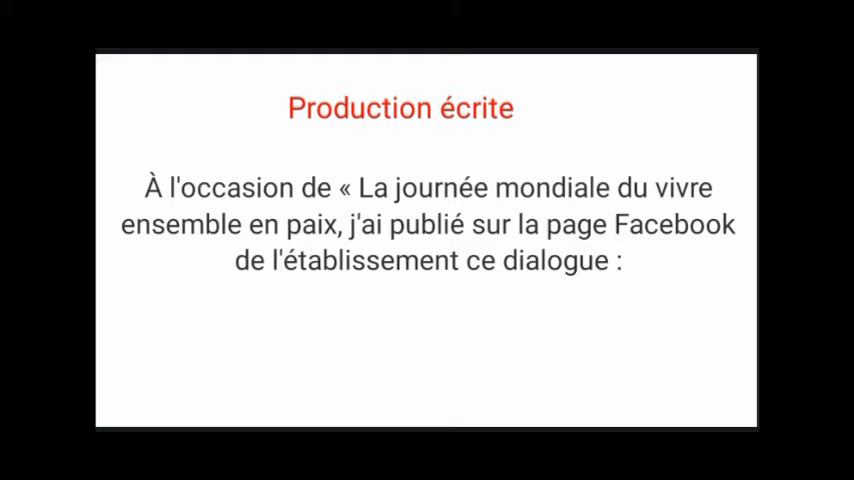 Production écrite
À l'occasion de « La journée mondiale du vivre
ensemble en paix, j'ai publié sur la page Facebook
de l'établissement ce dialogue :